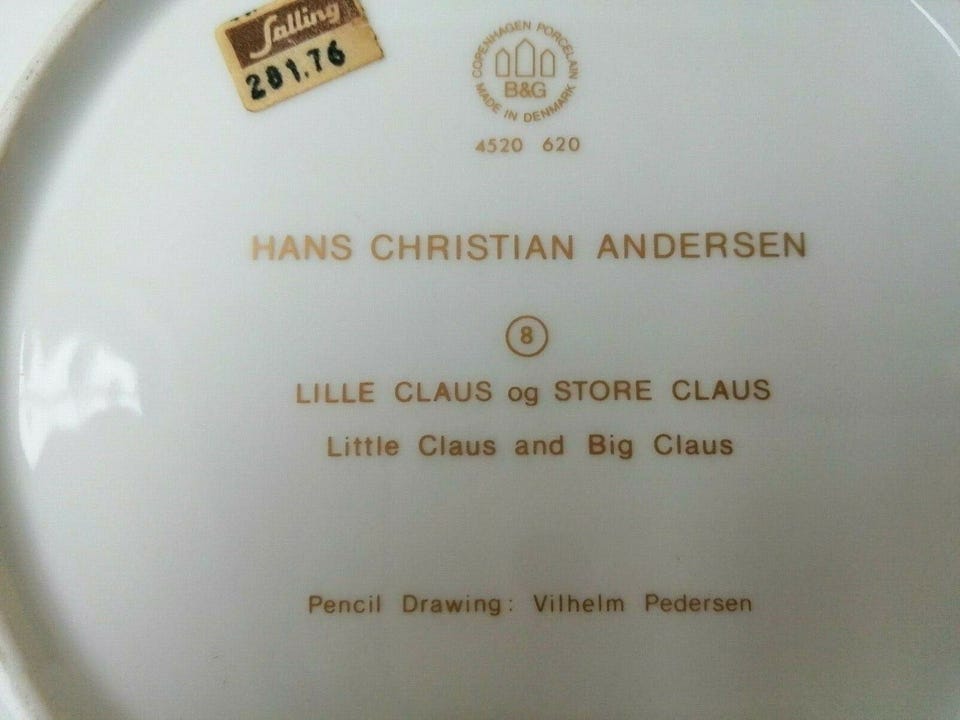 Salling
281.76
COPENHAGEN PORCELAIN
B&G
MADE IN DENMARK
4520 620
HANS CHRISTIAN ANDERSEN
8
LILLE CLAUS og STORE CLAUS
Little Claus and Big Claus
Pencil Drawing: Vilhelm Pedersen